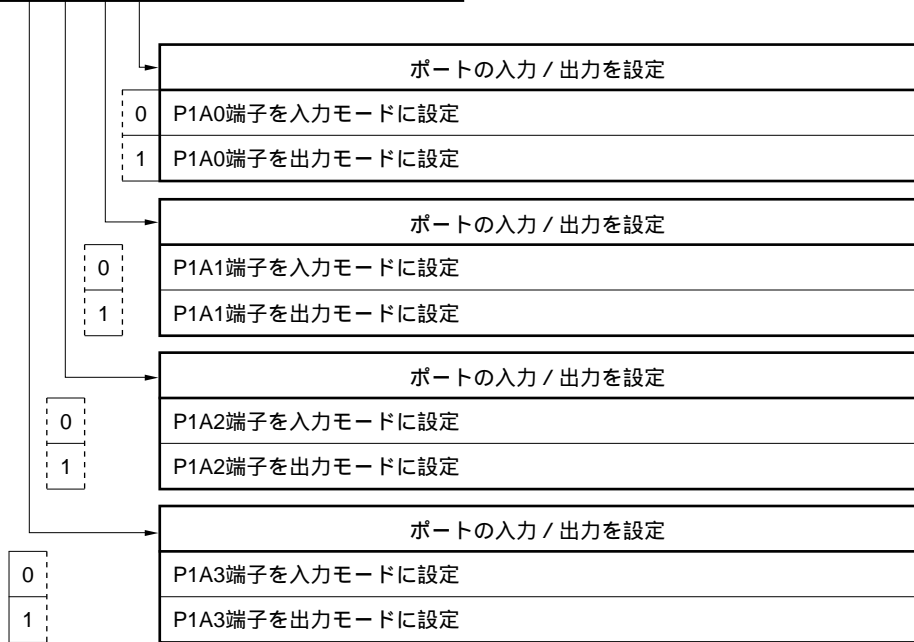 ポートの入力 / 出力を設定
0 P1A0端子を入力モードに設定
1 P1A0端子を出力モードに設定
ポートの入力 / 出力を設定
0 P1A1端子を入力モードに設定
1 P1A1端子を出力モードに設定
ポートの入力 / 出力を設定
0 P1A2端子を入力モードに設定
1 P1A2端子を出力モードに設定
ポートの入力 / 出力を設定
0 P1A3端子を入力モードに設定
1 P1A3端子を出力モードに設定